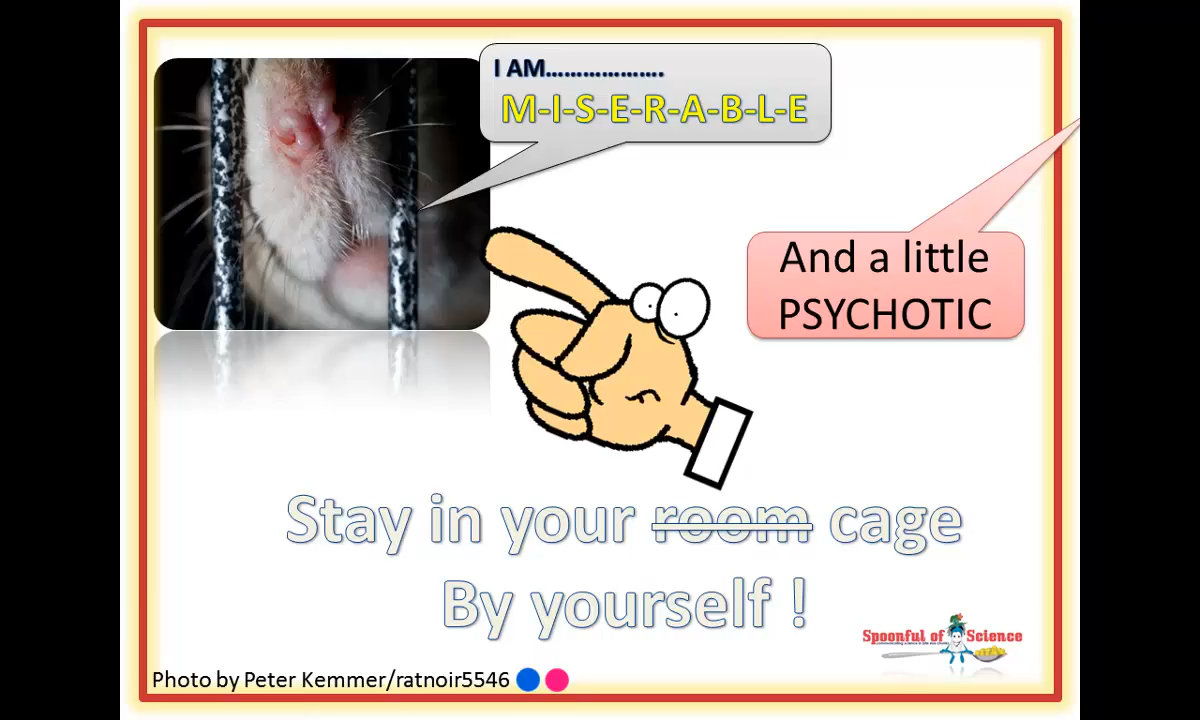 I AM……………….
M-I-S-E-R-A-B-L-E
And a little
PSYCHOTIC
Stay in your room cage
By yourself !
Spoonful of Science
Photo by Peter Kemmer/ratnoir5546